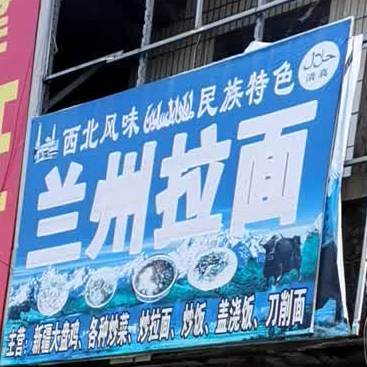 西北风味 民族特色
حلال
清真
兰州拉面
主营：新疆大盘鸡、各种炒菜、炒拉面、炒饭、盖浇饭、刀削面